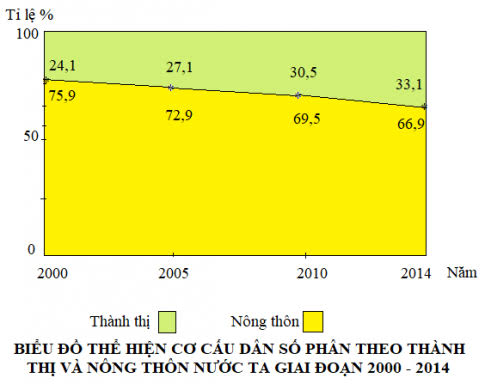 Tỉ lệ %
100
24,1
27,1
30,5
33,1
75,9
72,9
69,5
66,9
50
0
2000
2005
2010
2014
Năm
Thành thị
Nông thôn
BIỂU ĐỒ THỂ HIỆN CƠ CẤU DÂN SỐ PHÂN THEO THÀNH
THỊ VÀ NÔNG THÔN NƯỚC TA GIAI ĐOẠN 2000 - 2014